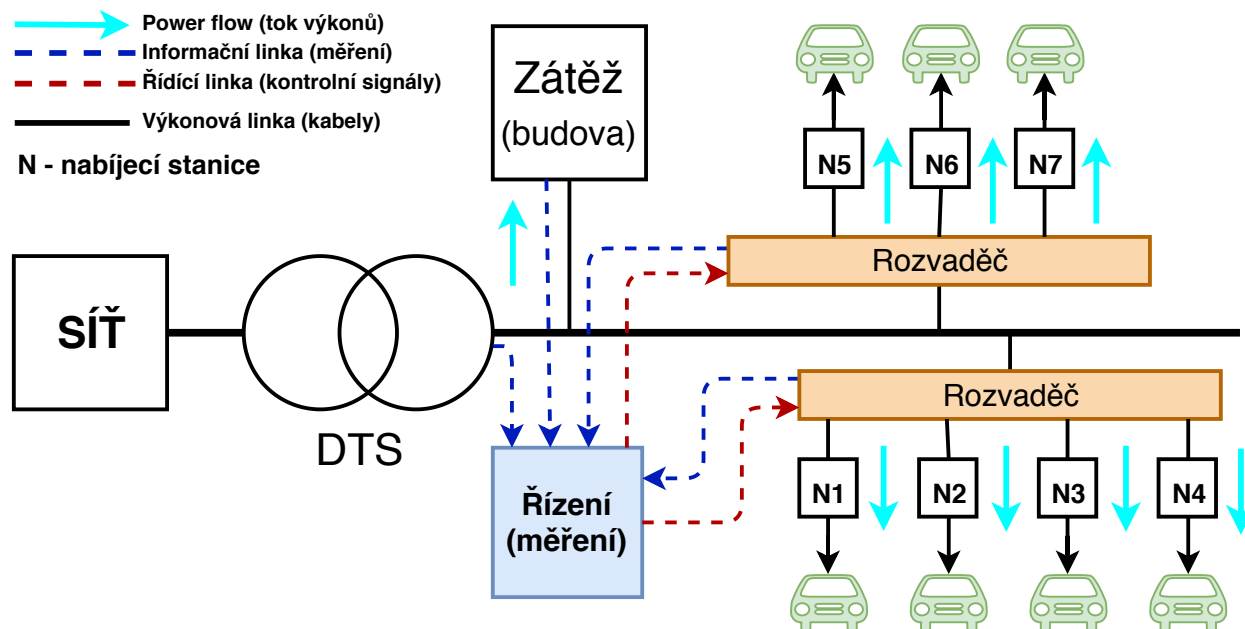 Power flow (tok výkonů)
Informační linka (měření)
Řídící linka (kontrolní signály)
Výkonová linka (kabely)
N - nabíjecí stanice
Zátěž
(budova)
N5
N6
N7
Rozvaděč
SÍŤ
DTS
Rozvaděč
Řízení
(měření)
N1
N2
N3
N4